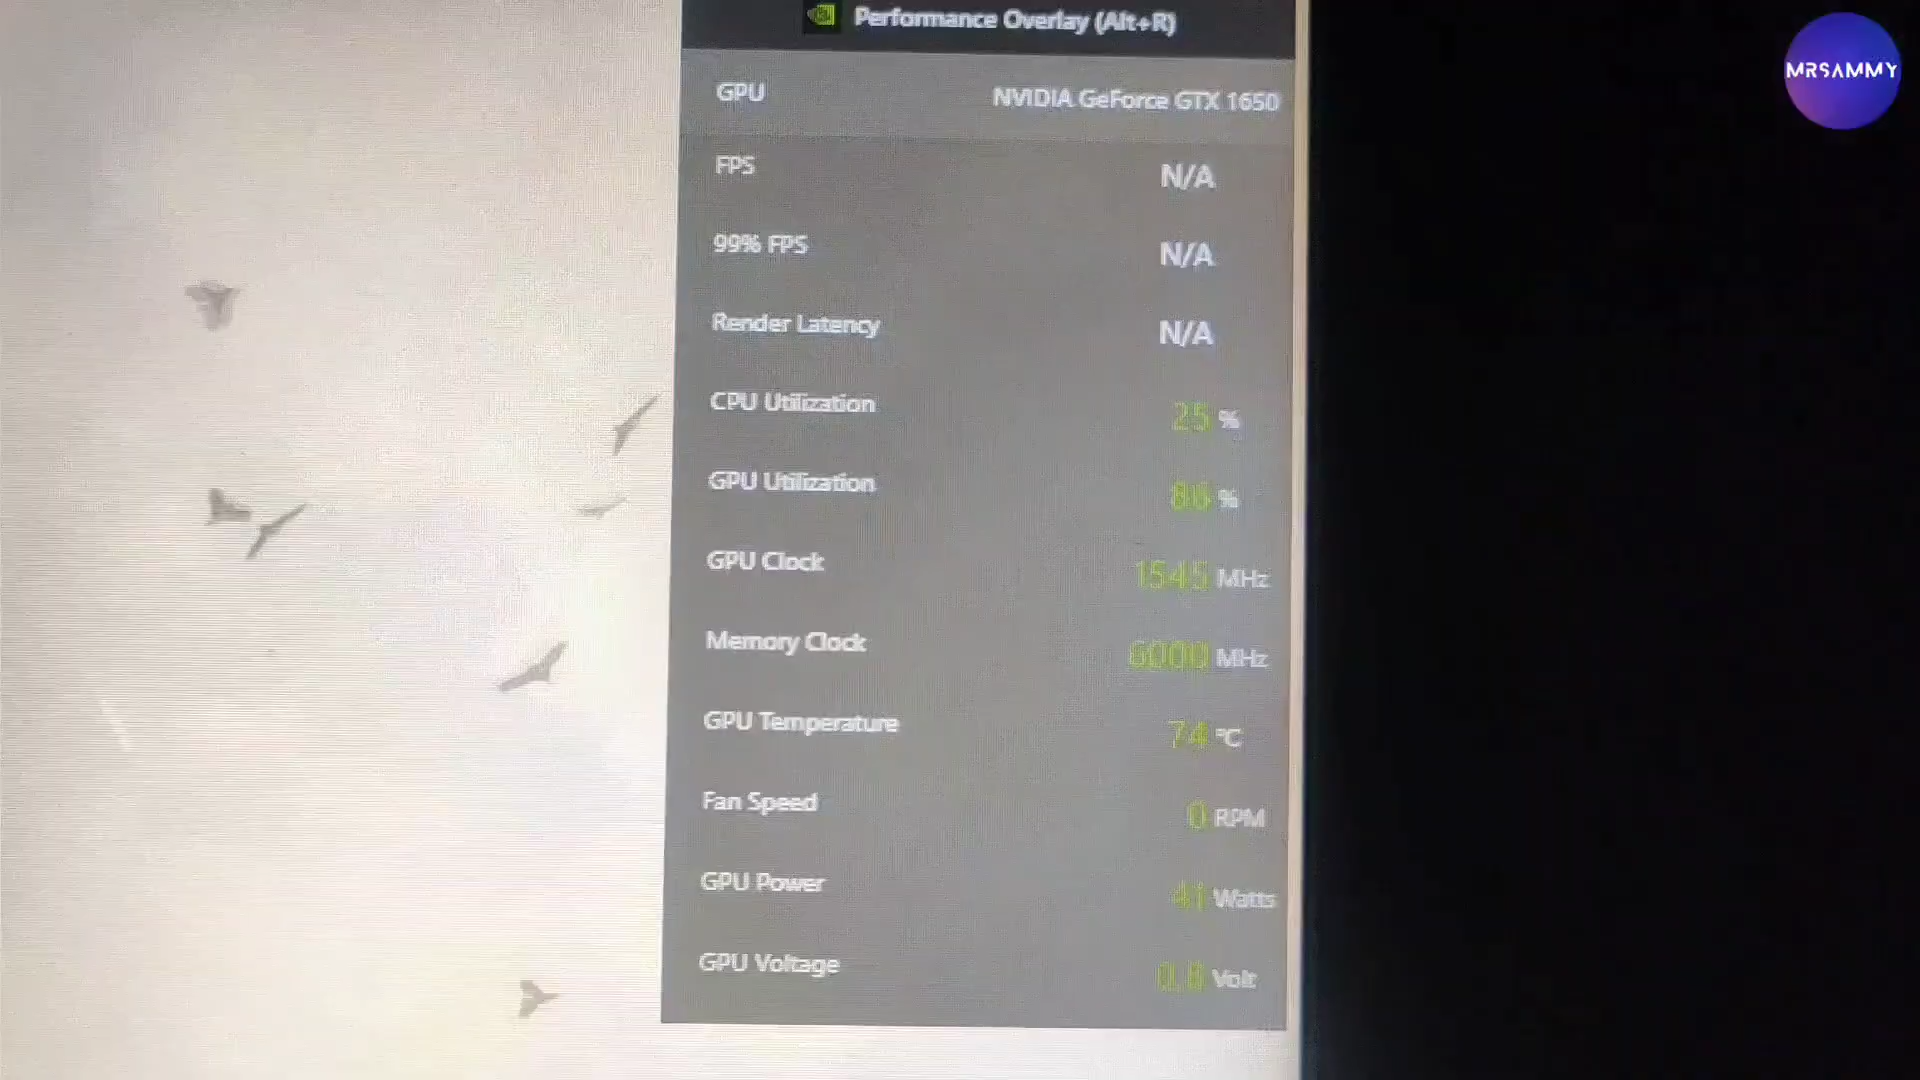 Performance Overlay (Alt+R)
MRSAMMY
GPU NVIDIA GeForce GTX 1650
FPS N/A
99% FPS N/A
Render Latency N/A
CPU Utilization 25 %
GPU Utilization 86 %
GPU Clock 1545 MHz
Memory Clock 6000 MHz
GPU Temperature 74 °C
Fan Speed 0 RPM
GPU Power 41 Watts
GPU Voltage 0.8 Volt